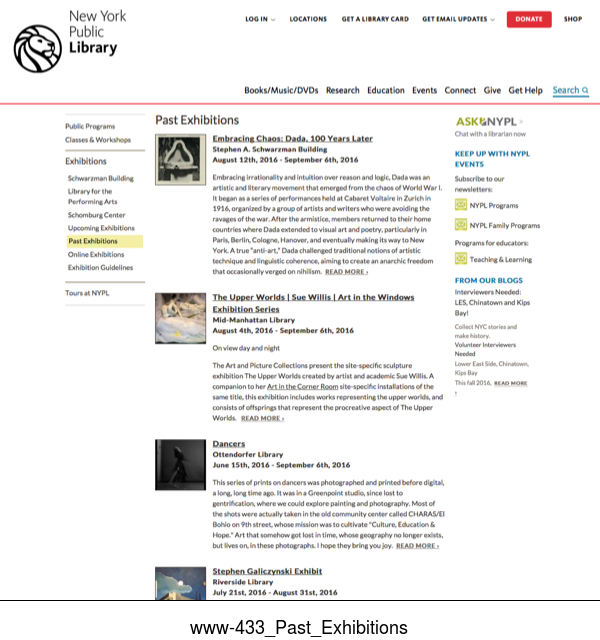 New York
Public
Library
LOG IN
LOCATIONS
GET A LIBRARY CARD
GET EMAIL UPDATES
DONATE
SHOP
Books/Music/DVDs Research Education Events Connect Give Get Help Search
Public Programs
Classes & Workshops
Exhibitions
Schwarzman Building
Library for the
Performing Arts
Schomburg Center
Upcoming Exhibitions
Past Exhibitions
Online Exhibitions
Exhibition Guidelines
Tours at NYPL
Past Exhibitions
Embracing Chaos: Dada, 100 Years Later
Stephen A. Schwarzman Building
August 12th, 2016 - September 6th, 2016
Embracing irrationality and intuition over reason and logic, Dada was an
artistic and literary movement that emerged from the chaos of World War I.
It began as a series of performances held at Cabaret Voltaire in Zurich in
1916, organized by a group of artists and writers who were avoiding the
ravages of the war. After the armistice, members returned to their home
countries where Dada extended to visual art and poetry, particularly in
Paris, Berlin, Cologne, Hanover, and eventually making its way to New
York. A true "anti-art," Dada challenged traditional notions of artistic
technique and linguistic coherence, aiming to create an anarchic freedom
that occasionally verged on nihilism. READ MORE ›
The Upper Worlds | Sue Willis | Art in the Windows
Exhibition Series
Mid-Manhattan Library
August 4th, 2016 - September 6th, 2016
On view day and night
The Art and Picture Collections present the site-specific sculpture
exhibition The Upper Worlds created by artist and academic Sue Willis. A
companion to her Art in the Corner Room site-specific installations of the
same title, this exhibition includes works representing the upper worlds, and
consists of offsprings that represent the procreative aspect of The Upper
Worlds. READ MORE ›
Dancers
Ottendorfer Library
June 15th, 2016 - September 6th, 2016
This series of prints on dancers was photographed and printed before digital,
a long, long time ago. It was in a Greenpoint studio, since lost to
gentrification, where we could explore painting and photography. Most of
the shots were actually taken in the old community center called CHARAS/El
Bohio on 9th street, whose mission was to cultivate "Culture, Education &
Hope." Art that somehow got lost in time, whose geography no longer exists,
but lives on, in these photographs. I hope they bring you joy. READ MORE ›
Stephen Galiczynski Exhibit
Riverside Library
July 21st, 2016 - August 31st, 2016
ASK NYPL >
Chat with a librarian now
KEEP UP WITH NYPL
EVENTS
Subscribe to our
newsletters:
NYPL Programs
NYPL Family Programs
Programs for educators:
Teaching & Learning
FROM OUR BLOGS
Interviewers Needed:
LES, Chinatown and Kips
Bay!
Collect NYC stories and
make history.
Volunteer Interviewers
Needed
Lower East Side, Chinatown,
Kips Bay
This fall 2016, READ MORE
›
www-433_Past_Exhibitions